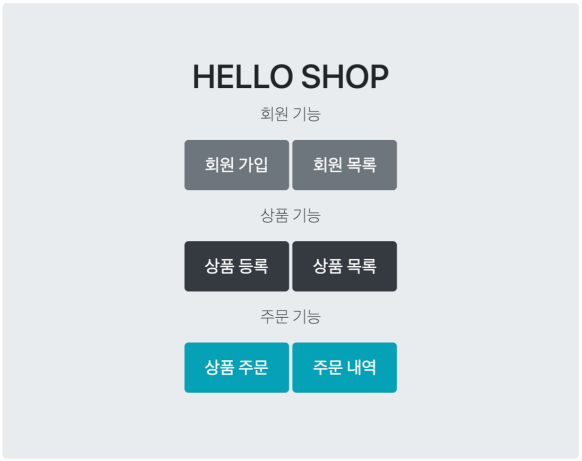 HELLO SHOP
회원 기능
회원 가입 회원 목록
상품 기능
상품 등록 상품 목록
주문 기능
상품 주문 주문 내역